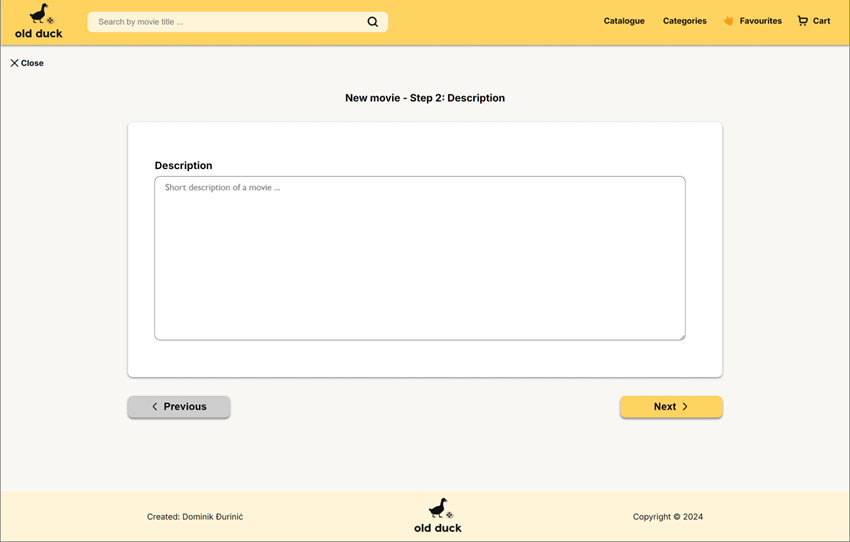 old duck
Search by movie title ...
Catalogue
Categories
Favourites
Cart
Close
New movie - Step 2: Description
Description
Short description of a movie ...
Previous
Next
Created: Dominik Đurinić
old duck
Copyright © 2024